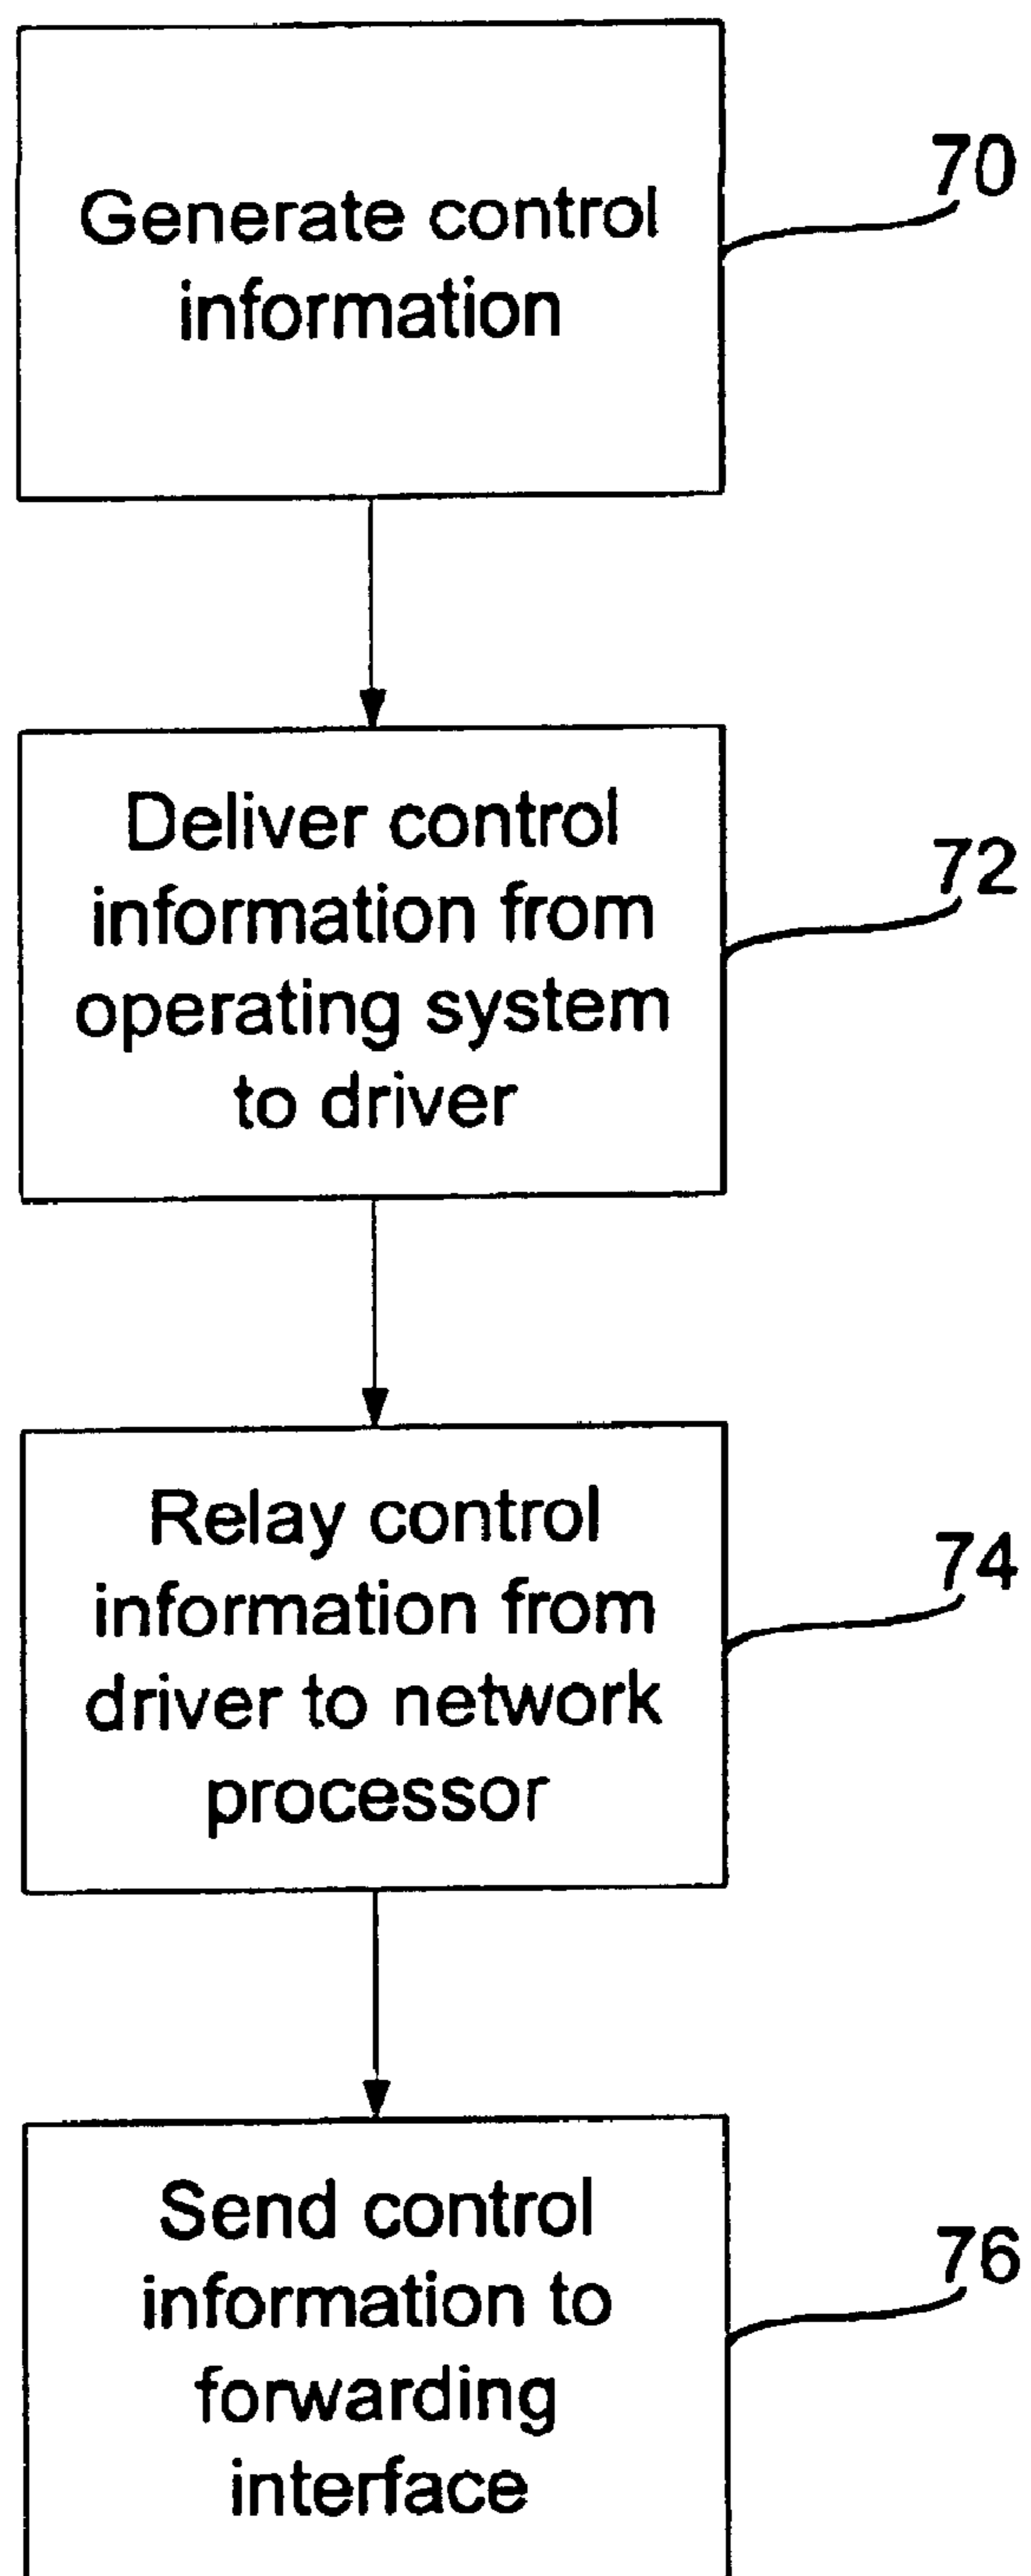 Generate control
information
70
Deliver control
information from
operating system
to driver
72
Relay control
information from
driver to network
processor
74
Send control
information to
forwarding
interface
76